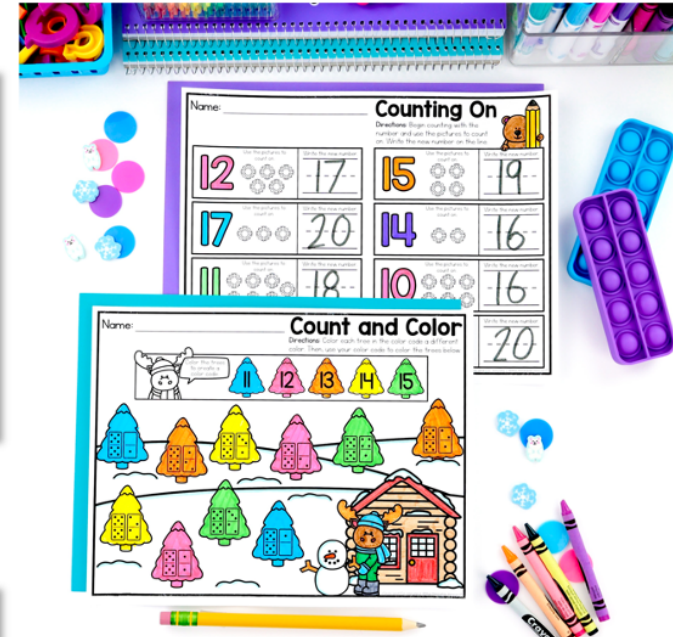 Name:
Counting On
Directions: Begin counting with the
number and use the pictures to count
on. Write the new number on the line.
Use the pictures to count on.
Write the new number.
12
17
Use the pictures to count on.
Write the new number.
15
19
Use the pictures to count on.
Write the new number.
17
20
Use the pictures to count on.
Write the new number.
14
16
Use the pictures to count on.
Write the new number.
11
18
Use the pictures to count on.
Write the new number.
10
16
Write the new number.
20
Name:
Count and Color
Directions: Color each tree in the color code a different
color. Then, use your color code to color the trees below.
Color the trees
to create a
color code.
11 12 13 14 15
Crayo